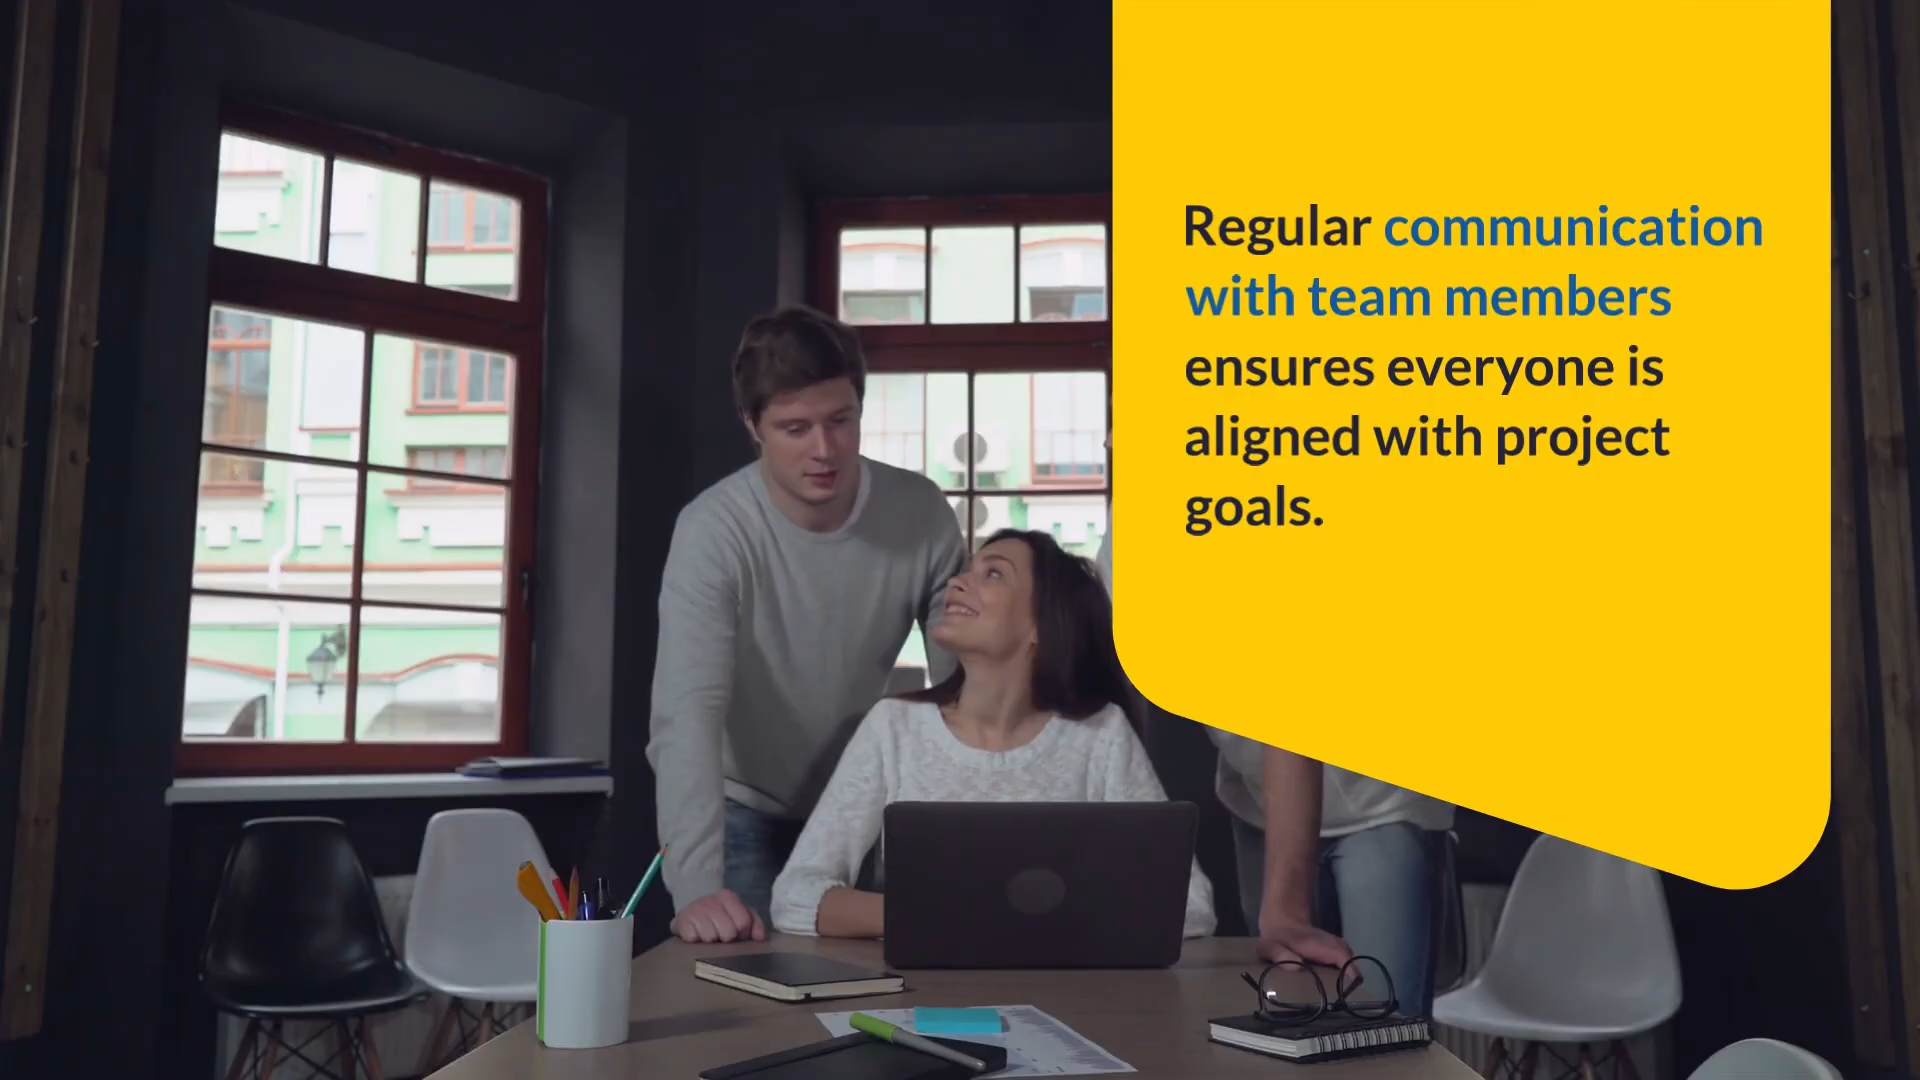 Regular communication
with team members
ensures everyone is
aligned with project
goals.